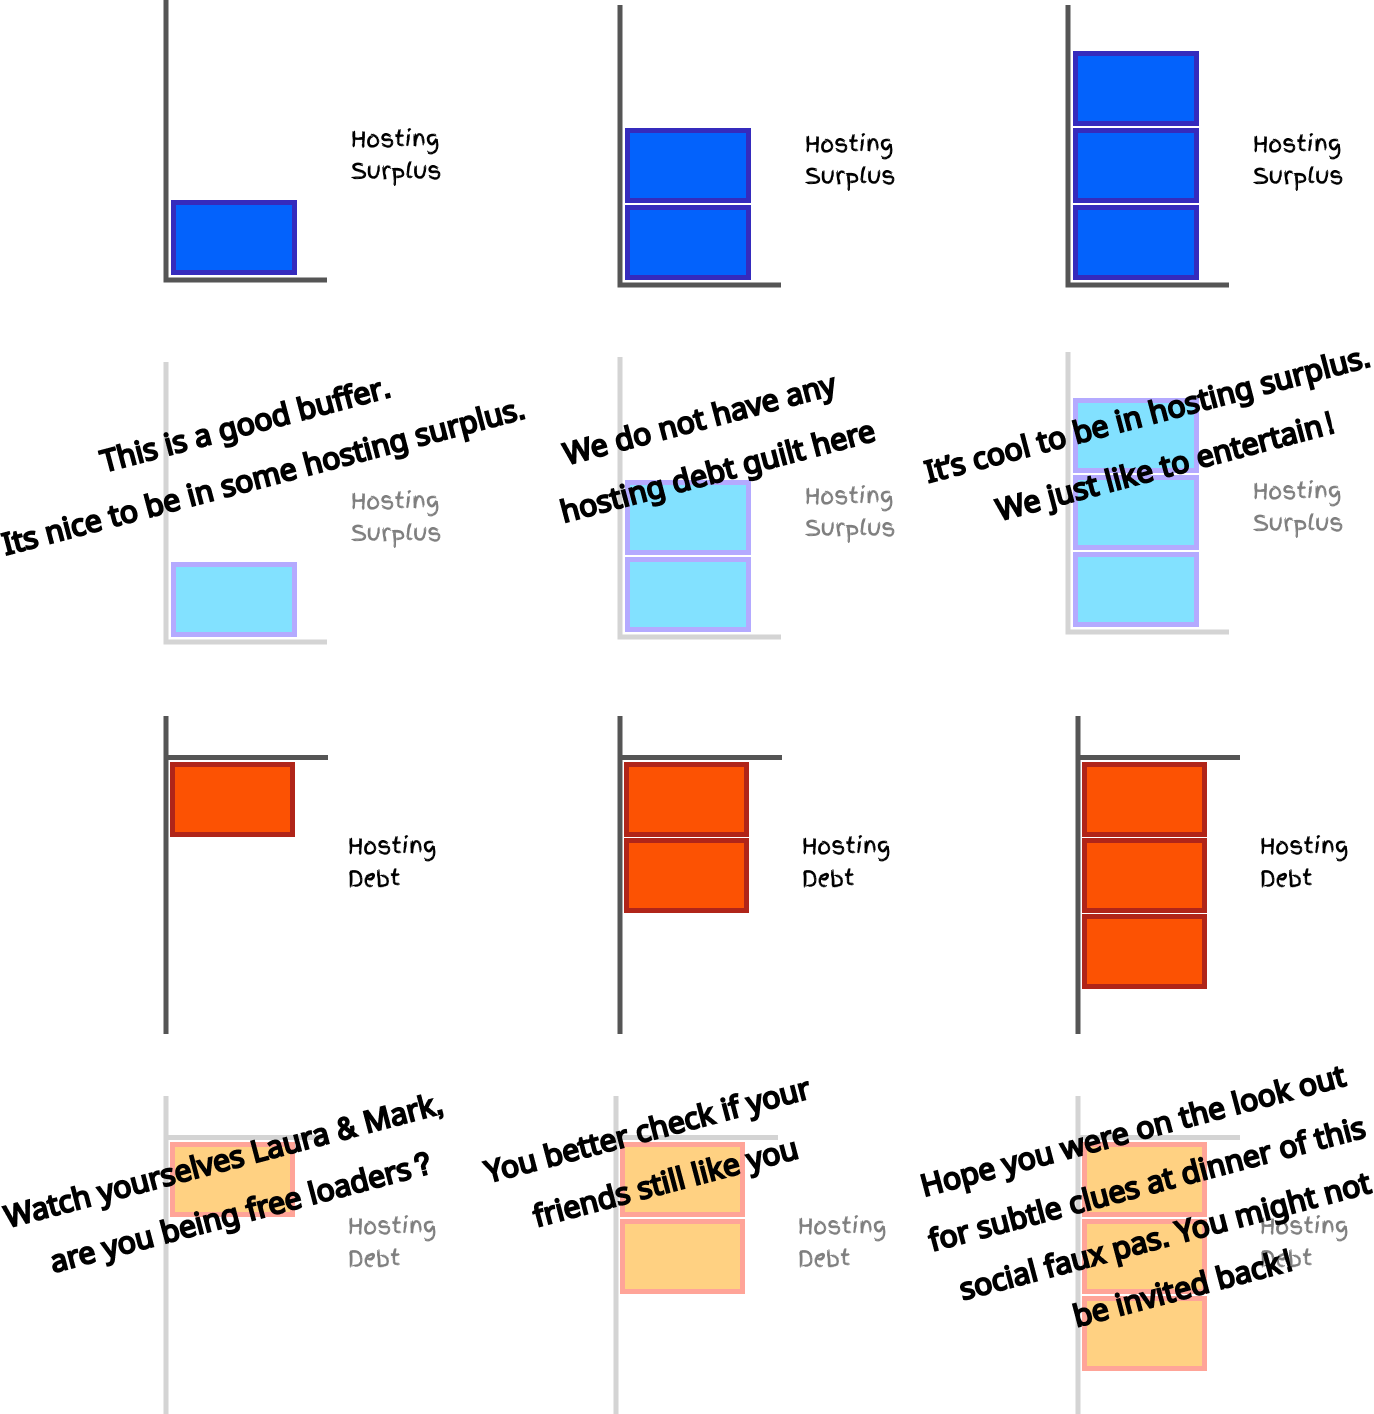 Hosting
Surplus
Hosting
Surplus
Hosting
Surplus
This is a good buffer.
Its nice to be in some hosting surplus.
Hosting
Surplus
We do not have any
hosting debt guilt here
Hosting
Surplus
It's cool to be in hosting surplus.
We just like to entertain!
Hosting
Surplus
Hosting
Debt
Hosting
Debt
Hosting
Debt
Watch yourselves Laura & Mark,
are you being free loaders?
Hosting
Debt
You better check if your
friends still like you
Hosting
Debt
Hope you were on the look out
for subtle clues at dinner of this
social faux pas. You might not
be invited back!
Hosting
Debt